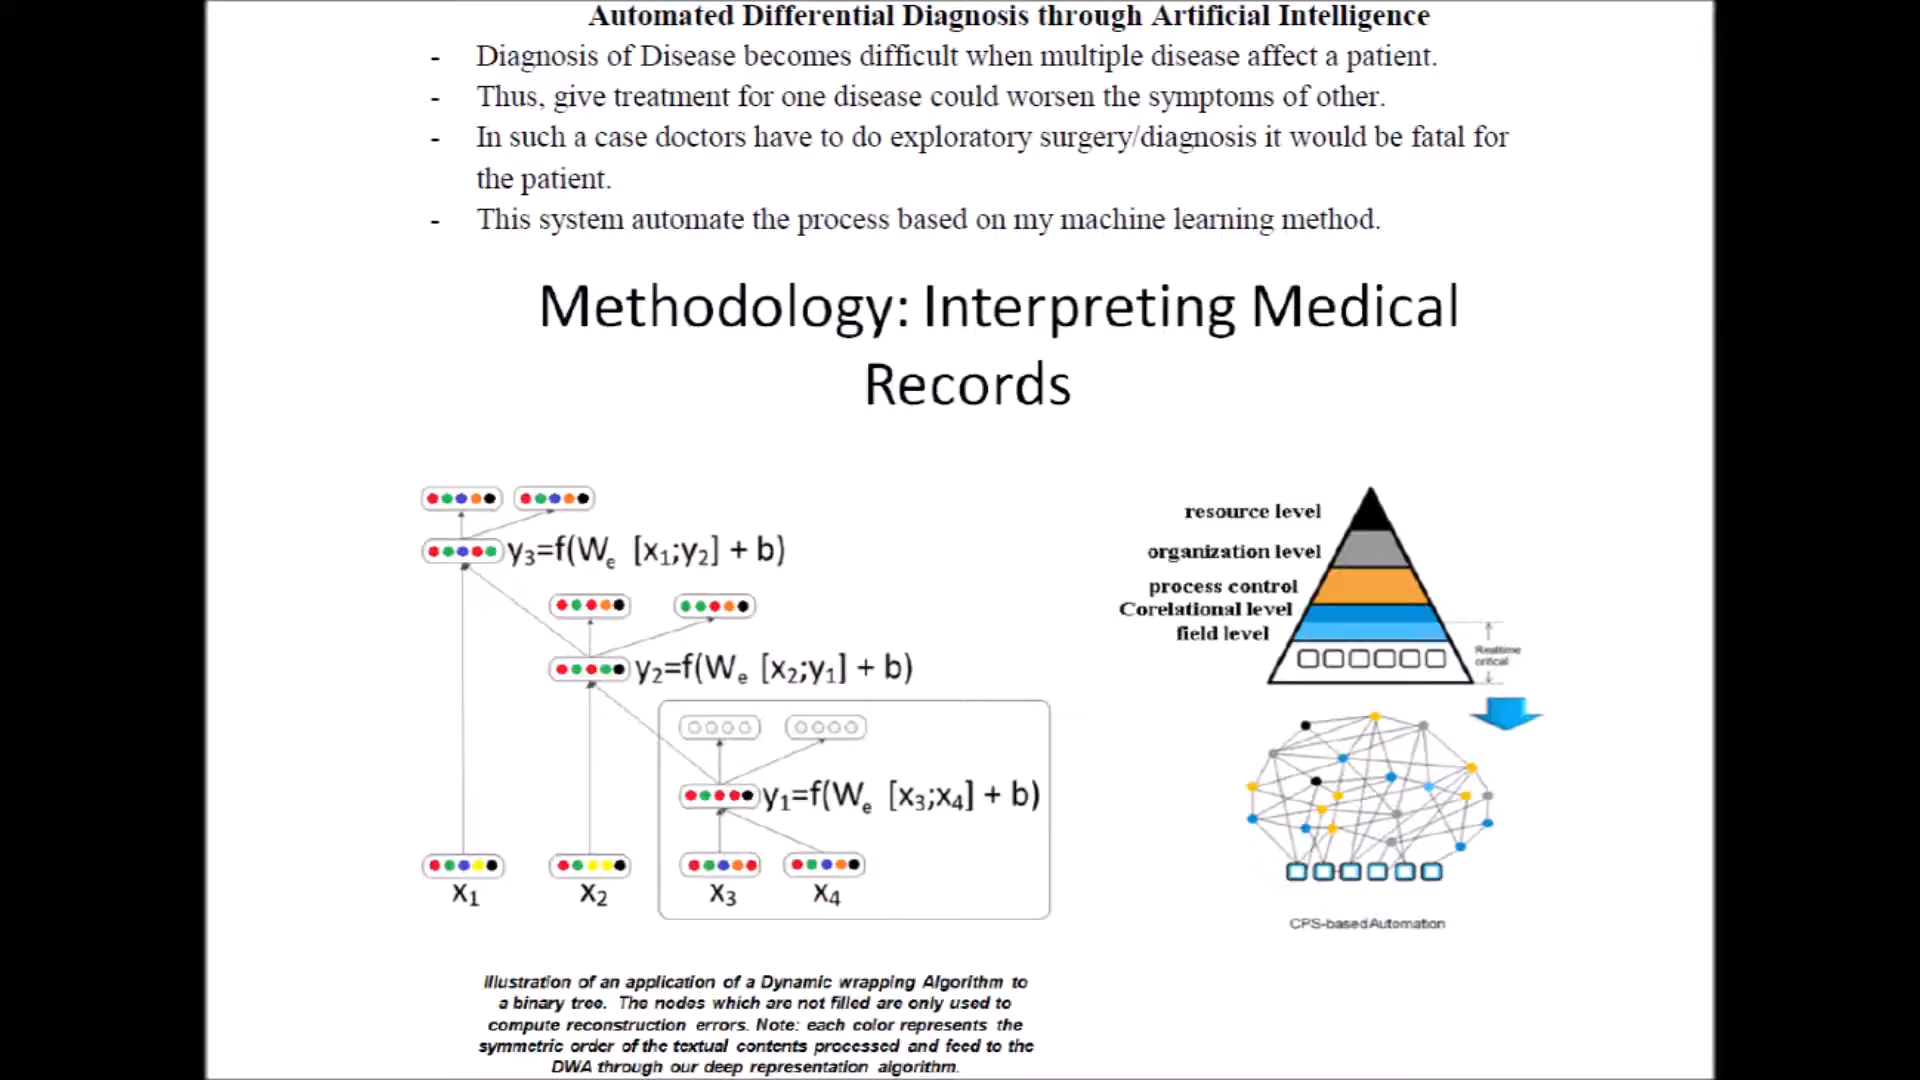 Automated Differential Diagnosis through Artificial Intelligence
- Diagnosis of Disease becomes difficult when multiple disease affect a patient.
- Thus, give treatment for one disease could worsen the symptoms of other.
- In such a case doctors have to do exploratory surgery/diagnosis it would be fatal for
the patient.
- This system automate the process based on my machine learning method.
Methodology: Interpreting Medical
Records
y₃=f(Wₑ [x₁;y₂] + b)
y₂=f(Wₑ [x₂;y₁] + b)
y₁=f(Wₑ [x₃;x₄] + b)
x₁
x₂
x₃
x₄
Illustration of an application of a Dynamic wrapping Algorithm to
a binary tree. The nodes which are not filled are only used to
compute reconstruction errors. Note: each color represents the
symmetric order of the textual contents processed and feed to the
DWA through our deep representation algorithm.
resource level
organization level
process control
Corelational level
field level
Realtime
critical
CPS-based Automation